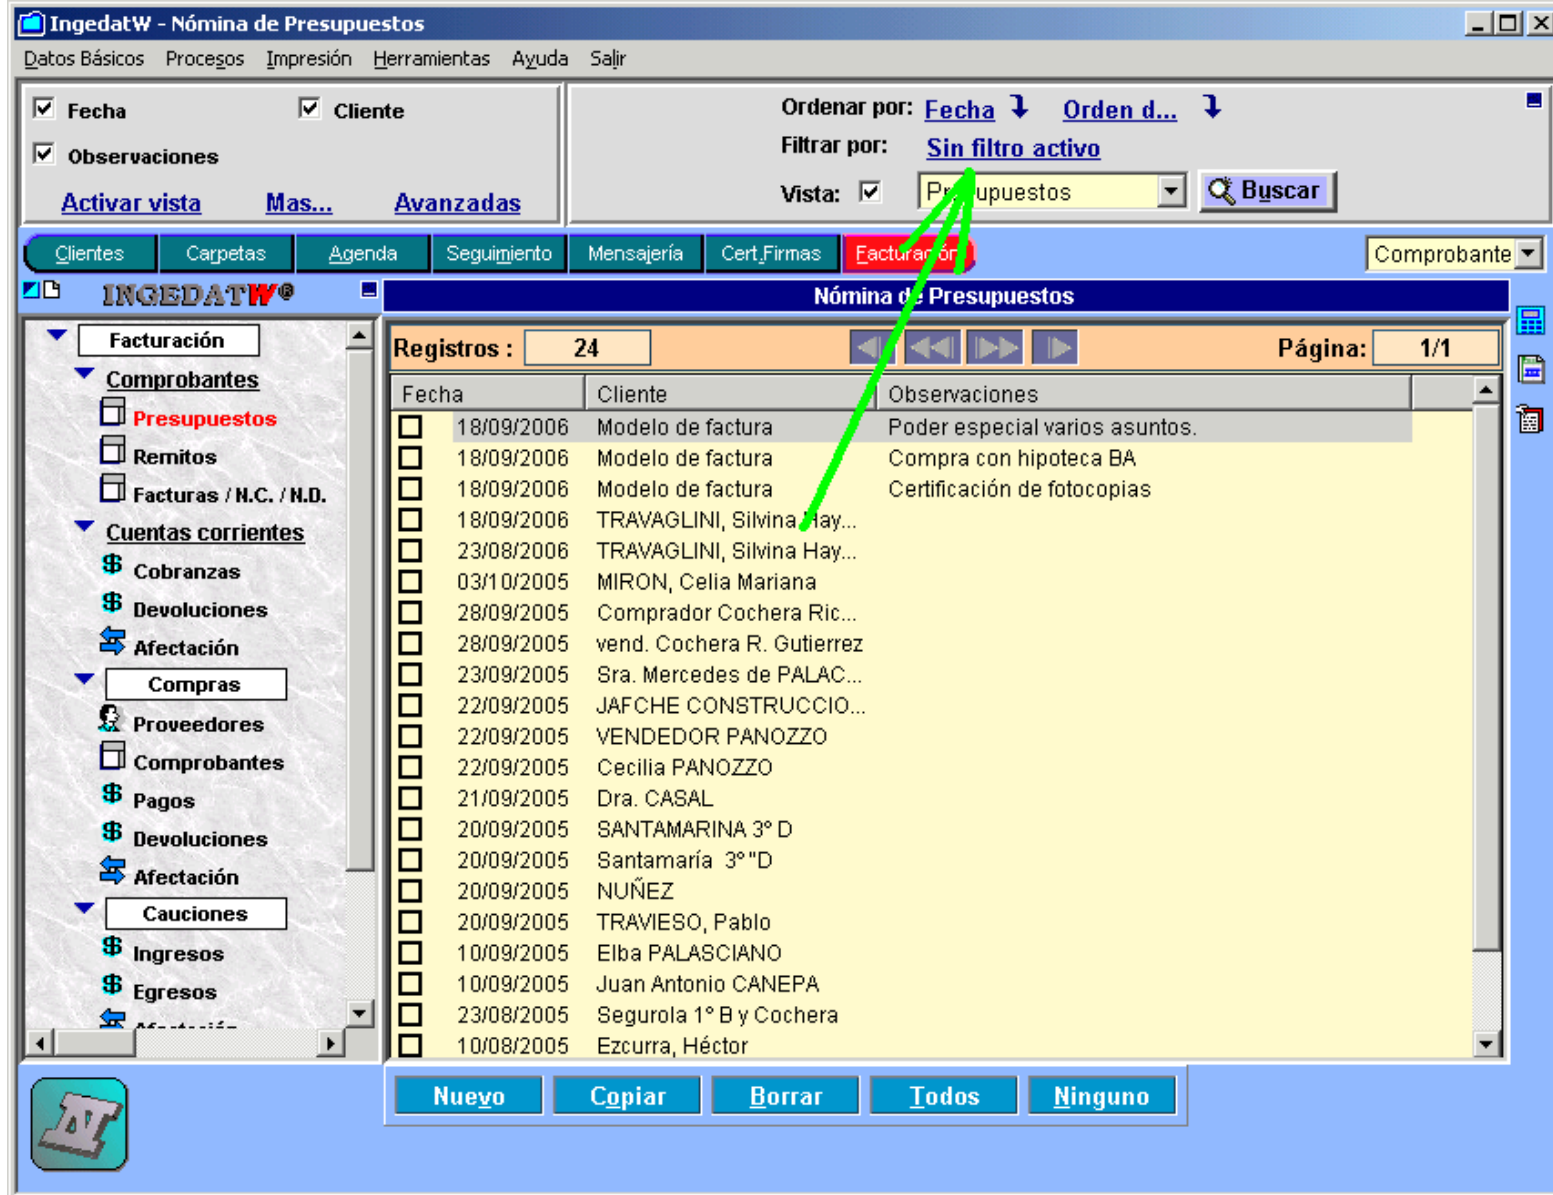 IngedatW - Nómina de Presupuestos
Datos Básicos Procesos Impresión Herramientas Ayuda Salir
Fecha Cliente
Observaciones
Activar vista Mas... Avanzadas
Ordenar por: Fecha Orden d...
Filtrar por: Sin filtro activo
Vista: Presupuestos Buscar
Clientes Carpetas Agenda Seguimiento Mensajería Cert.Firmas Facturación Comprobante
INGEDATW®
Nómina de Presupuestos
Facturación
Comprobantes
Presupuestos
Remitos
Facturas / N.C. / N.D.
Cuentas corrientes
Cobranzas
Devoluciones
Afectación
Compras
Proveedores
Comprobantes
Pagos
Devoluciones
Afectación
Cauciones
Ingresos
Egresos
Registros : 24 Página: 1/1
Fecha Cliente Observaciones
18/09/2006 Modelo de factura Poder especial varios asuntos.
18/09/2006 Modelo de factura Compra con hipoteca BA
18/09/2006 Modelo de factura Certificación de fotocopias
18/09/2006 TRAVAGLINI, Silvina Hay...
23/08/2006 TRAVAGLINI, Silvina Hay...
03/10/2005 MIRON, Celia Mariana
28/09/2005 Comprador Cochera Ric...
28/09/2005 vend. Cochera R. Gutierrez
23/09/2005 Sra. Mercedes de PALAC...
22/09/2005 JAFCHE CONSTRUCCIO...
22/09/2005 VENDEDOR PANOZZO
22/09/2005 Cecilia PANOZZO
21/09/2005 Dra. CASAL
20/09/2005 SANTAMARINA 3º D
20/09/2005 Santamaría 3º "D
20/09/2005 NUÑEZ
20/09/2005 TRAVIESO, Pablo
10/09/2005 Elba PALASCIANO
10/09/2005 Juan Antonio CANEPA
23/08/2005 Segurola 1º B y Cochera
10/08/2005 Ezcurra, Héctor
Nuevo Copiar Borrar Todos Ninguno